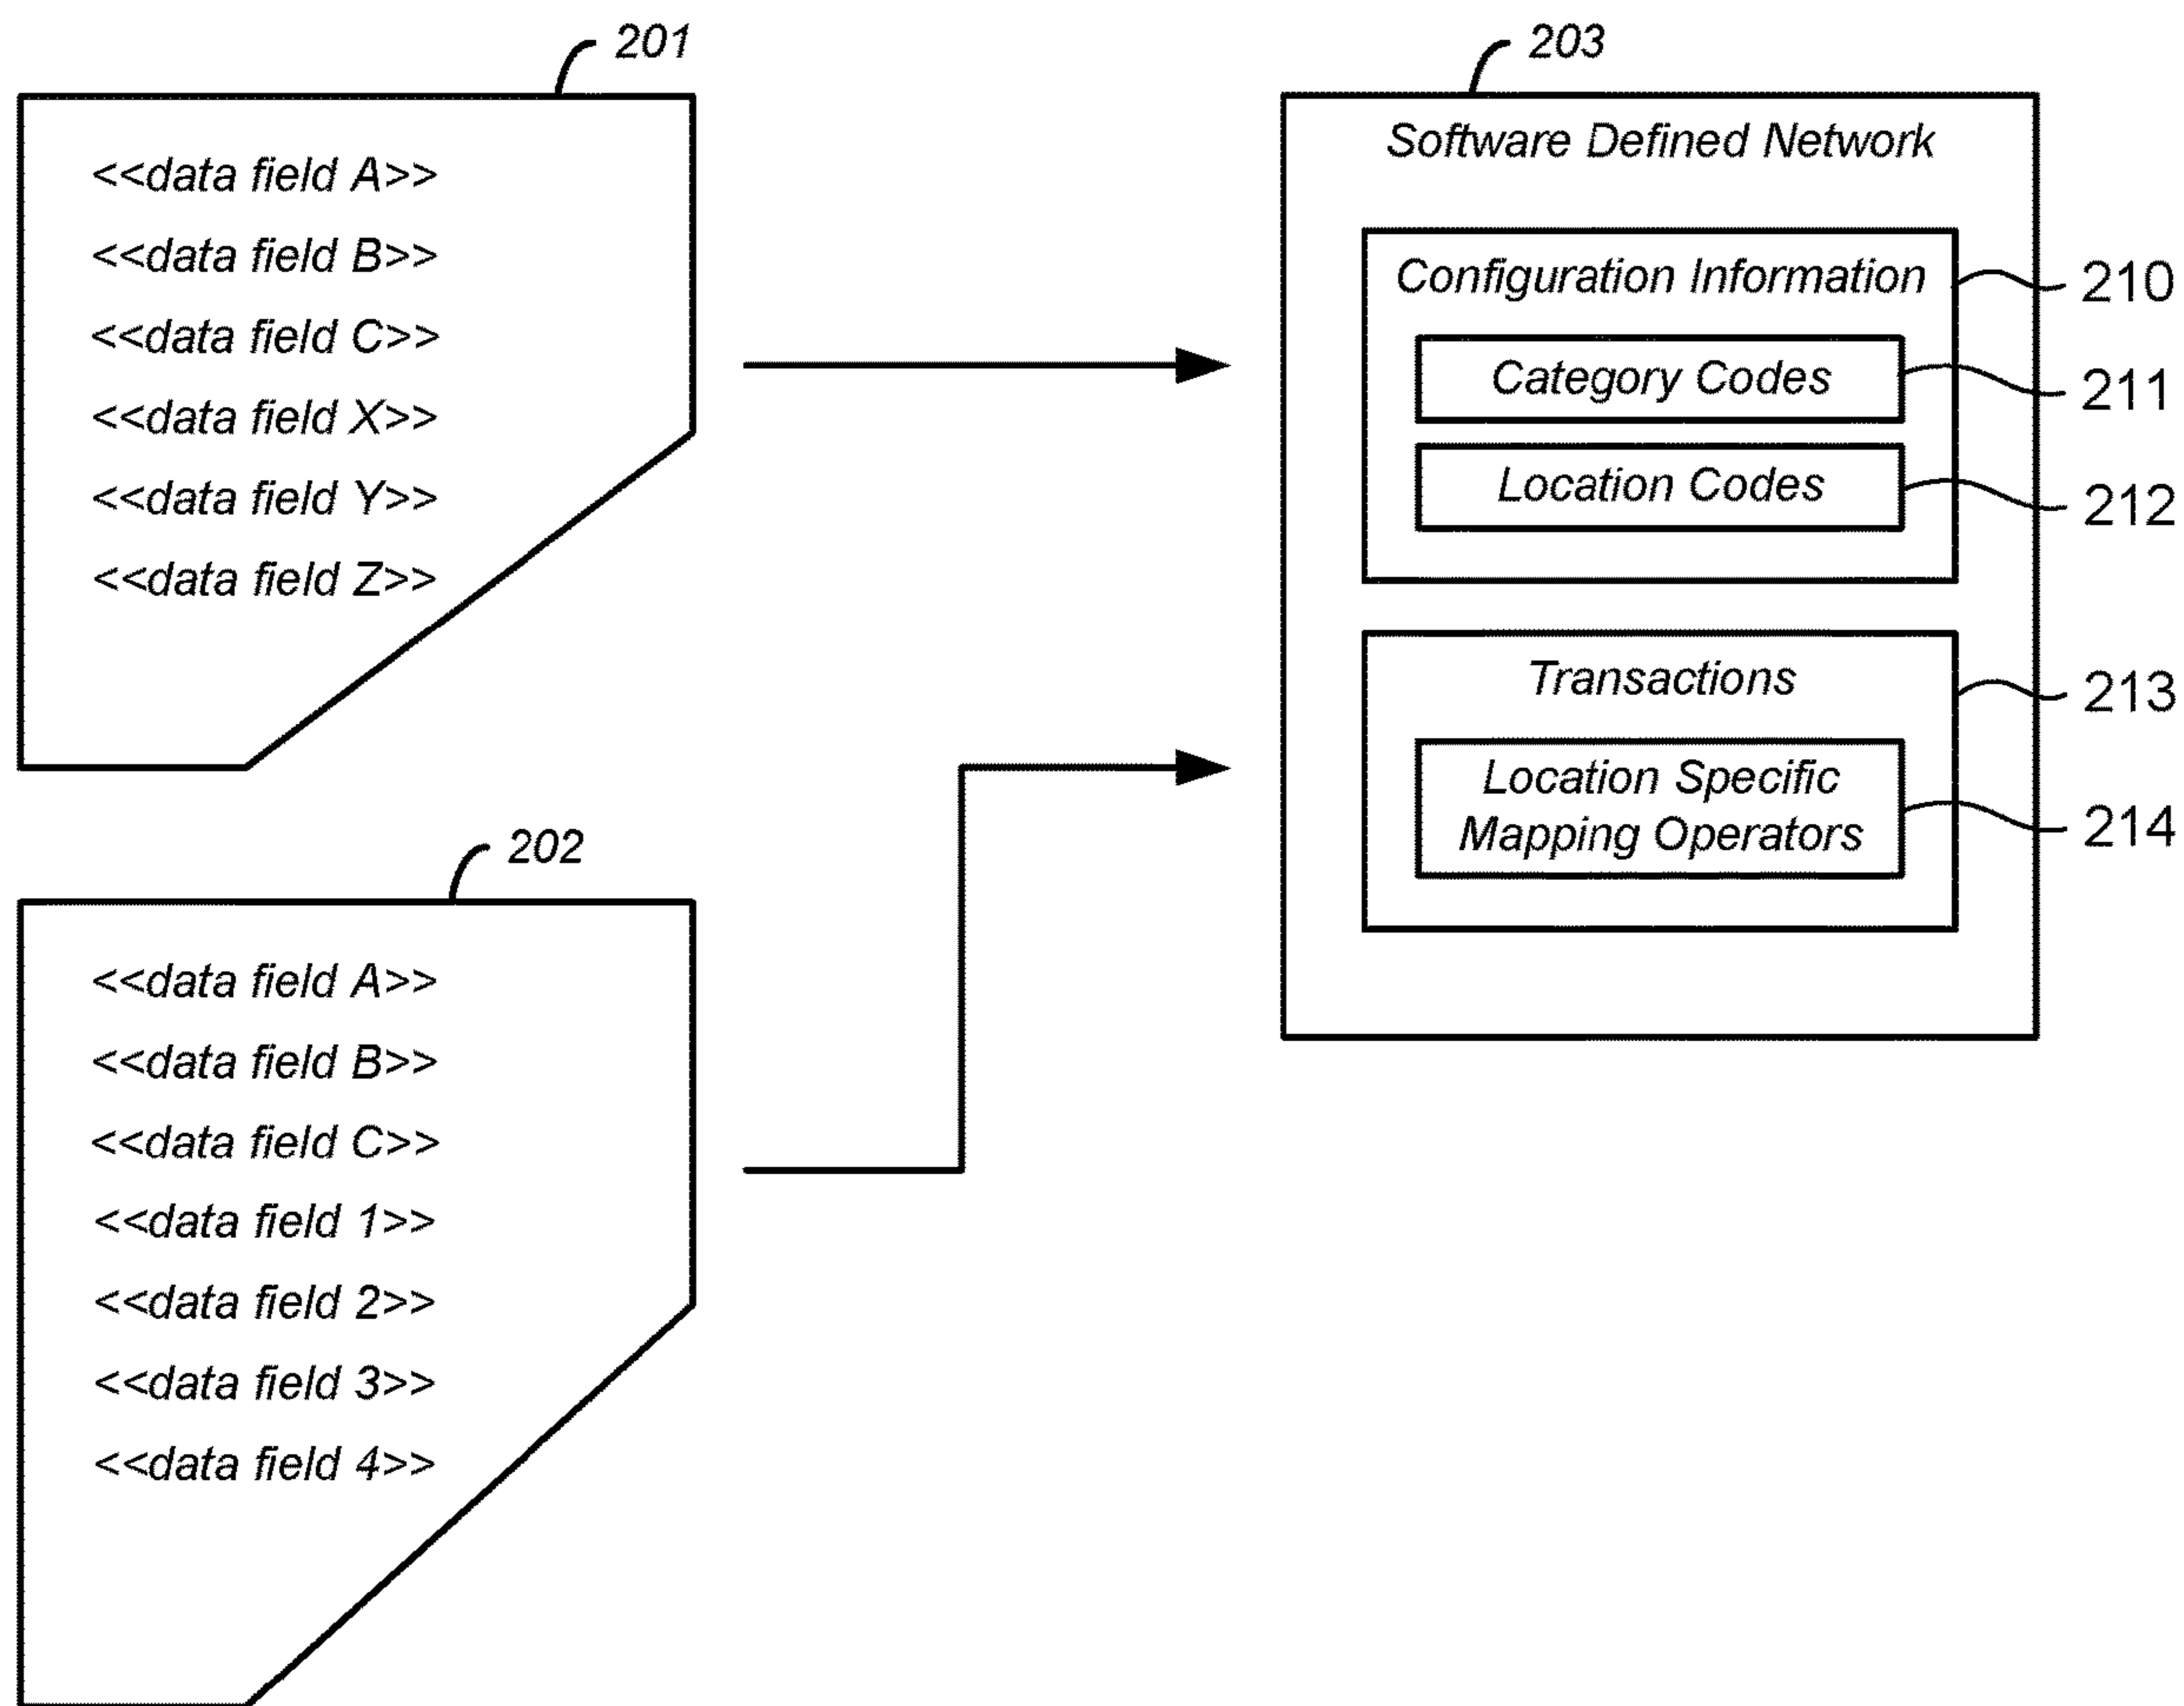 201
<<data field A>>
<<data field B>>
<<data field C>>
<<data field X>>
<<data field Y>>
<<data field Z>>
202
<<data field A>>
<<data field B>>
<<data field C>>
<<data field 1>>
<<data field 2>>
<<data field 3>>
<<data field 4>>
203
Software Defined Network
Configuration Information
210
Category Codes
211
Location Codes
212
Transactions
213
Location Specific
Mapping Operators
214